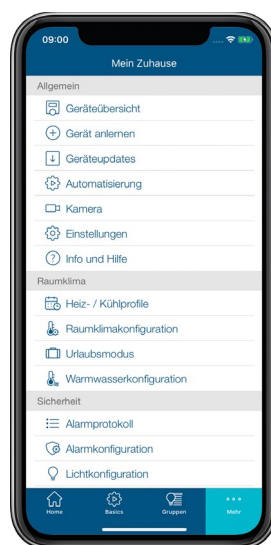 09:00
Mein Zuhause
Allgemein
Geräteübersicht
Gerät anlernen
Geräteupdates
Automatisierung
Kamera
Einstellungen
Info und Hilfe
Raumklima
Heiz- / Kühlprofile
Raumklimakonfiguration
Urlaubsmodus
Warmwasserkonfiguration
Sicherheit
Alarmprotokoll
Alarmkonfiguration
Lichtkonfiguration
Home Basics Gruppen Mehr